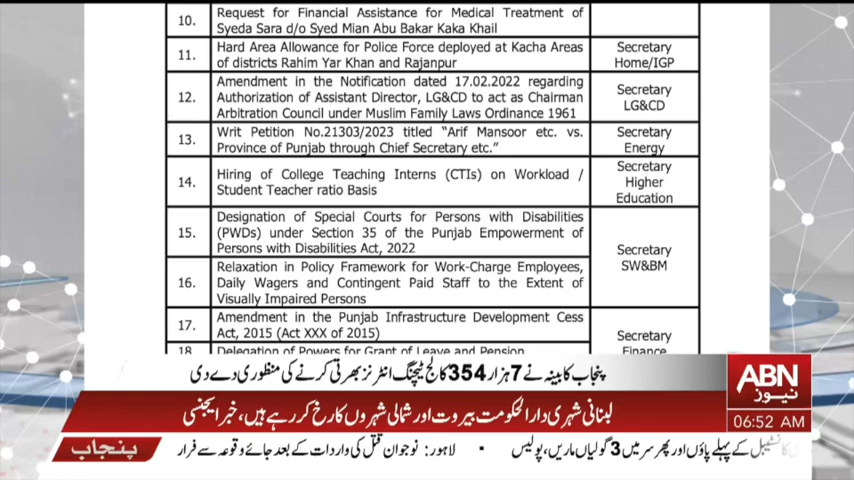 10. Request for Financial Assistance for Medical Treatment of
Syeda Sara d/o Syed Mian Abu Bakar Kaka Khail
11. Hard Area Allowance for Police Force deployed at Kacha Areas
of districts Rahim Yar Khan and Rajanpur
Secretary
Home/IGP
12. Amendment in the Notification dated 17.02.2022 regarding
Authorization of Assistant Director, LG&CD to act as Chairman
Arbitration Council under Muslim Family Laws Ordinance 1961
Secretary
LG&CD
13. Writ Petition No.21303/2023 titled “Arif Mansoor etc. vs.
Province of Punjab through Chief Secretary etc.”
Secretary
Energy
14. Hiring of College Teaching Interns (CTIs) on Workload /
Student Teacher ratio Basis
Secretary
Higher
Education
15. Designation of Special Courts for Persons with Disabilities
(PWDs) under Section 35 of the Punjab Empowerment of
Persons with Disabilities Act, 2022
Secretary
SW&BM
16. Relaxation in Policy Framework for Work-Charge Employees,
Daily Wagers and Contingent Paid Staff to the Extent of
Visually Impaired Persons
17. Amendment in the Punjab Infrastructure Development Cess
Act, 2015 (Act XXX of 2015)
Secretary
Finance
18. Delegation of Powers for Grant of Leave and Pension
پنجاب کابینہ نے 7 ہزار 354 کالج ٹیچنگ انٹرنز بھرتی کرنے کی منظوری دے دی
ABN
نیوز
لبنانی شہری دارالحکومت بیروت اور شمالی شہروں کا رخ کر رہے ہیں، خبر ایجنسی
06:52 AM
کے پہلے پاؤں اور پھر سر میں 3 گولیاں ماریں، پولیس
لاہور: نوجوان قتل کی واردات کے بعد جائے وقوعہ سے فرار
پنجاب